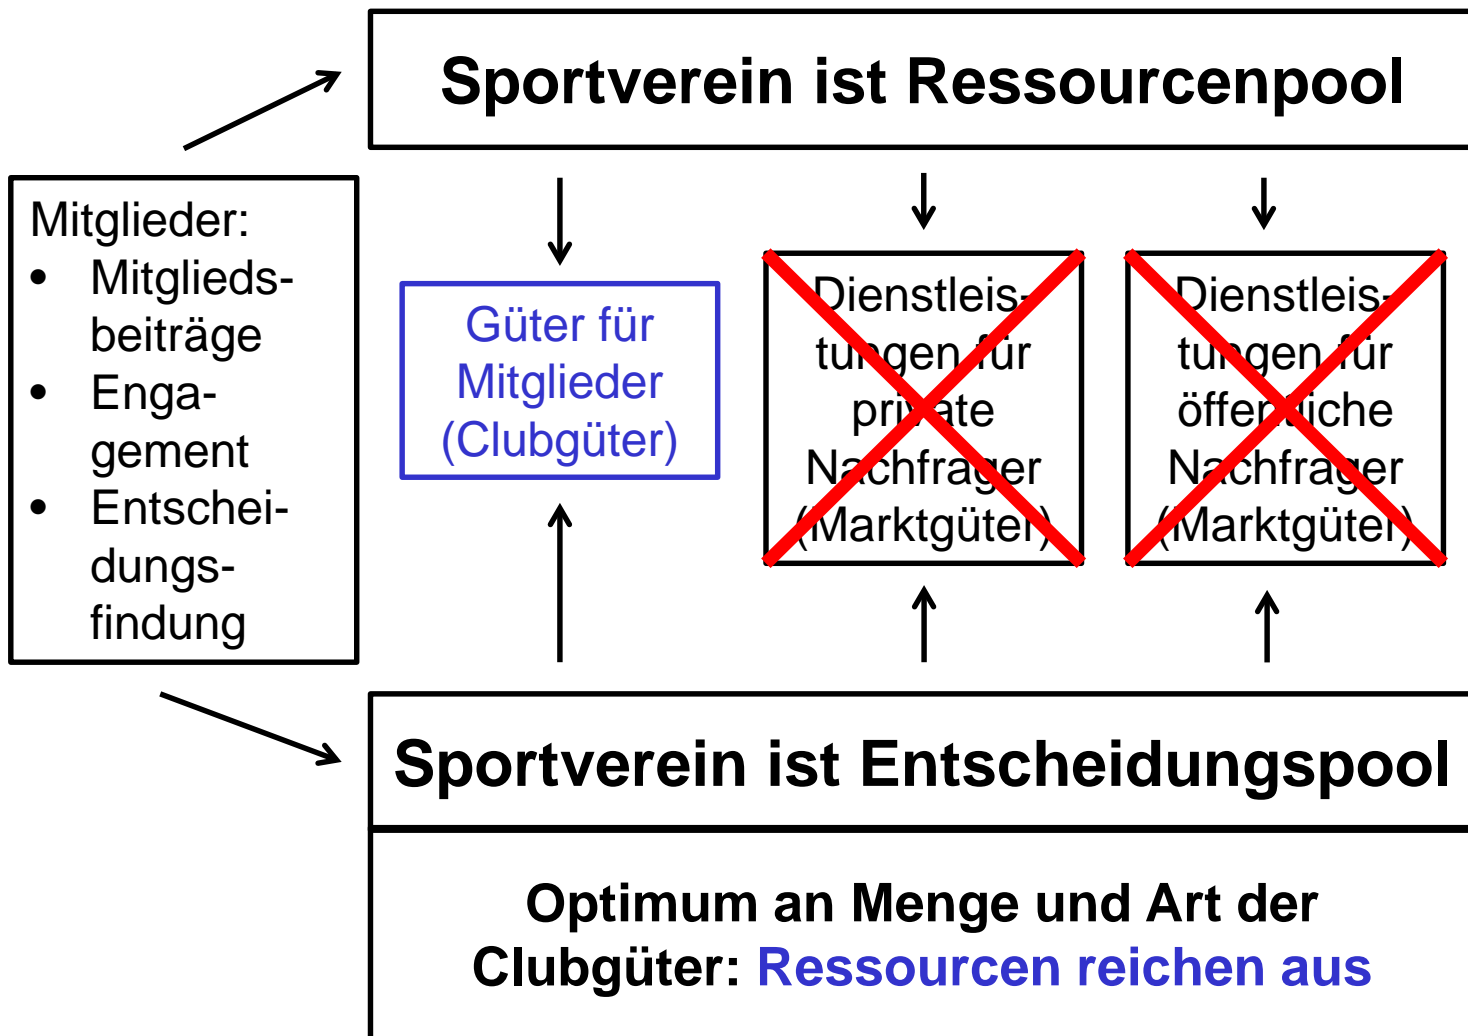 Sportverein ist Ressourcenpool
Mitglieder:
• Mitglieds-
beiträge
• Enga-
gement
• Entschei-
dungs-
findung
Güter für
Mitglieder
(Clubgüter)
Dienstleis-
tungen für
private
Nachfrager
(Marktgüter)
Dienstleis-
tungen für
öffentliche
Nachfrager
(Marktgüter)
Sportverein ist Entscheidungspool
Optimum an Menge und Art der
Clubgüter: Ressourcen reichen aus